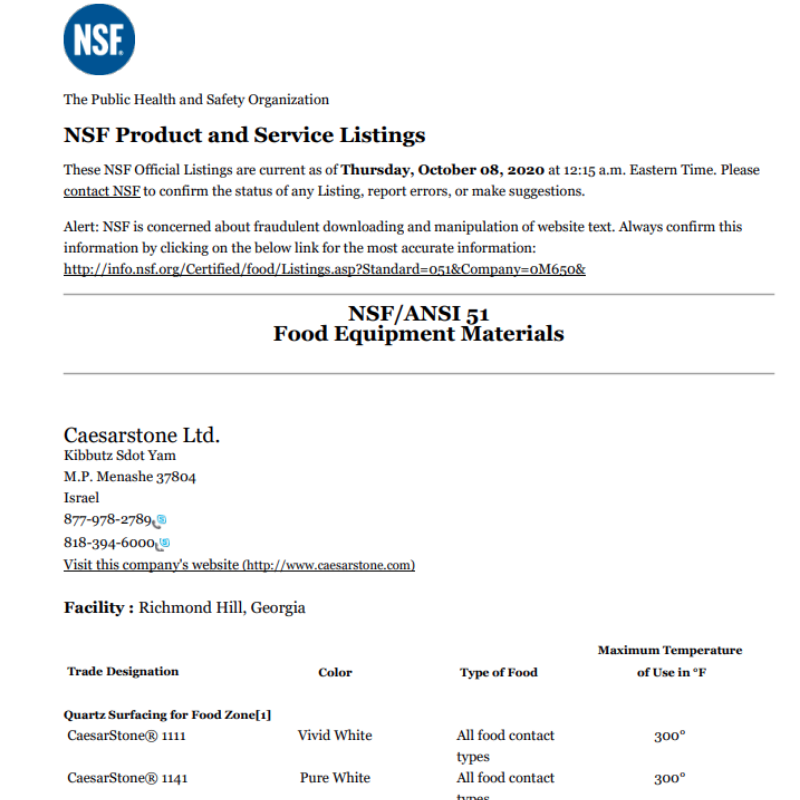 NSF®
The Public Health and Safety Organization
NSF Product and Service Listings
These NSF Official Listings are current as of Thursday, October 08, 2020 at 12:15 a.m. Eastern Time. Please
contact NSF to confirm the status of any Listing, report errors, or make suggestions.
Alert: NSF is concerned about fraudulent downloading and manipulation of website text. Always confirm this
information by clicking on the below link for the most accurate information:
http://info.nsf.org/Certified/food/Listings.asp?Standard=051&Company=0M650&
NSF/ANSI 51
Food Equipment Materials
Caesarstone Ltd.
Kibbutz Sdot Yam
M.P. Menashe 37804
Israel
877-978-2789
818-394-6000
Visit this company's website (http://www.caesarstone.com)
Facility : Richmond Hill, Georgia
Maximum Temperature
Trade Designation Color Type of Food of Use in °F
Quartz Surfacing for Food Zone[1]
CaesarStone® 1111 Vivid White All food contact 300°
types
CaesarStone® 1141 Pure White All food contact 300°
types